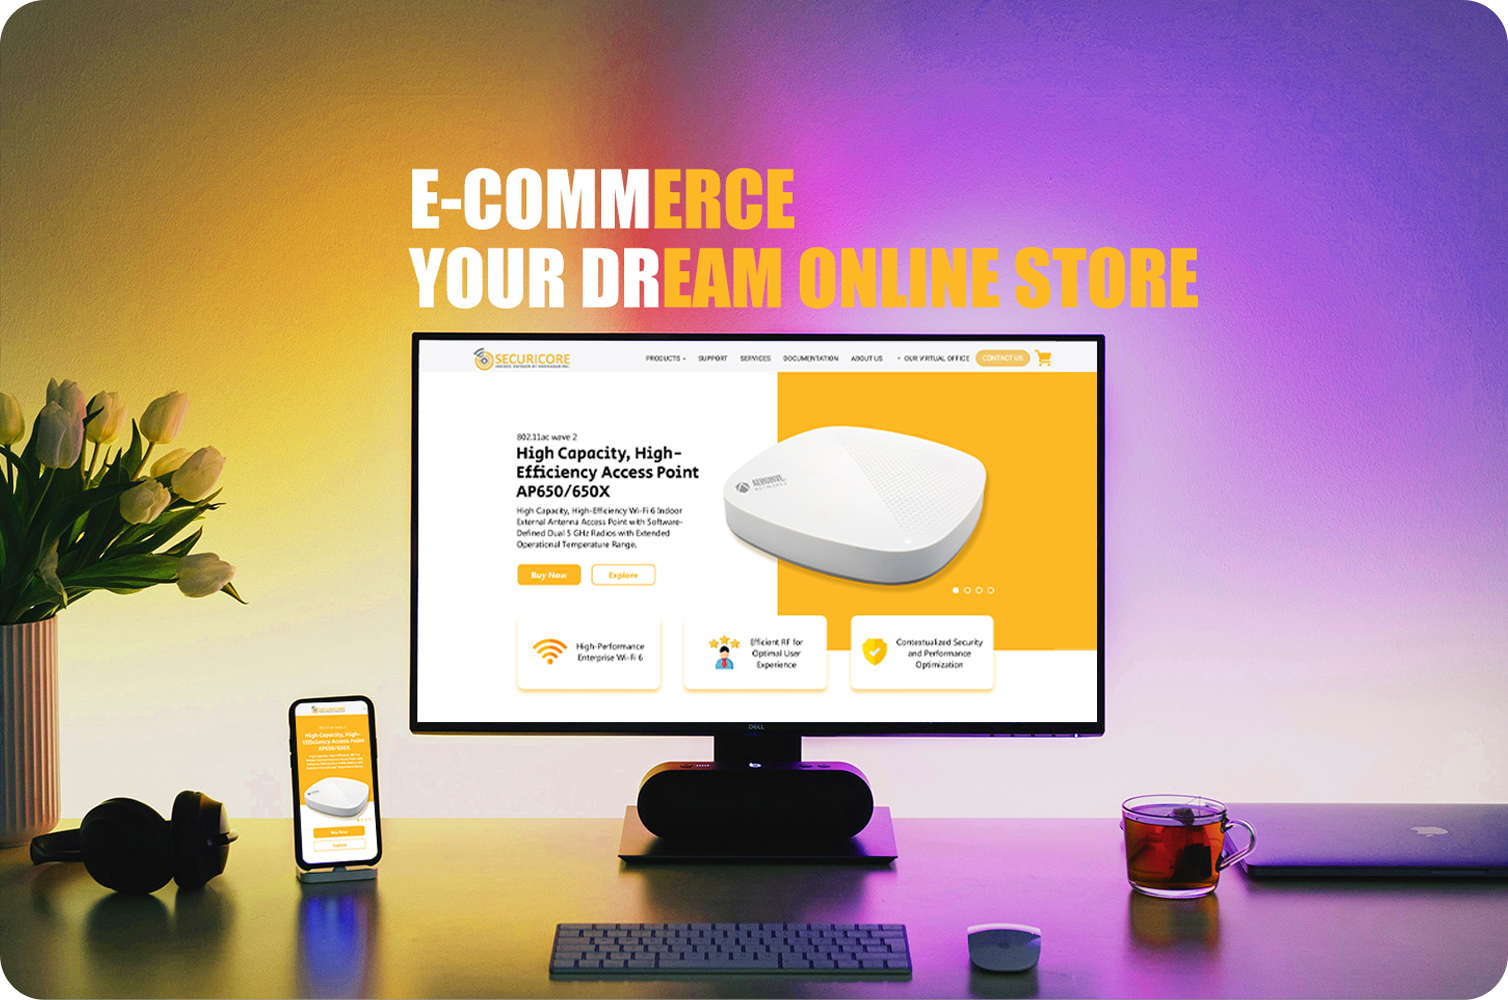 E-COMMERCE
YOUR DREAM ONLINE STORE
SECURICORE
PRODUCTS
SUPPORT
SERVICES
DOCUMENTATION
ABOUT US
OUR VIRTUAL OFFICE
CONTACT US
802.11ac wave 2
High Capacity, High-
Efficiency Access Point
AP650/650X
High Capacity, High-Efficiency Wi-Fi 6 Indoor
External Antenna Access Point with Software-
Defined Dual 5 GHz Radios with Extended
Operational Temperature Range.
Buy Now
Explore
AEROHIVE
NETWORKS
High-Performance
Enterprise Wi-Fi 6
Efficient RF for
Optimal User
Experience
Contextualized Security
and Performance
Optimization
DELL
SECURICORE
802.11ac wave 2
High Capacity, High-
Efficiency Access Point
AP650/650X
Buy Now
Explore